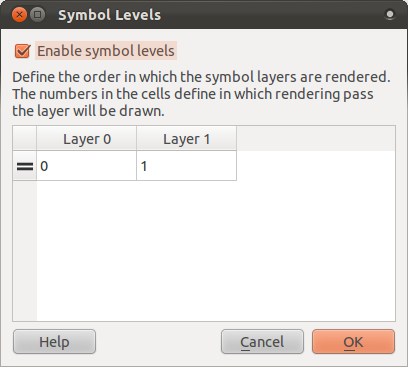 Symbol Levels
Enable symbol levels
Define the order in which the symbol layers are rendered.
The numbers in the cells define in which rendering pass
the layer will be drawn.
Layer 0 Layer 1
0 1
Help Cancel OK